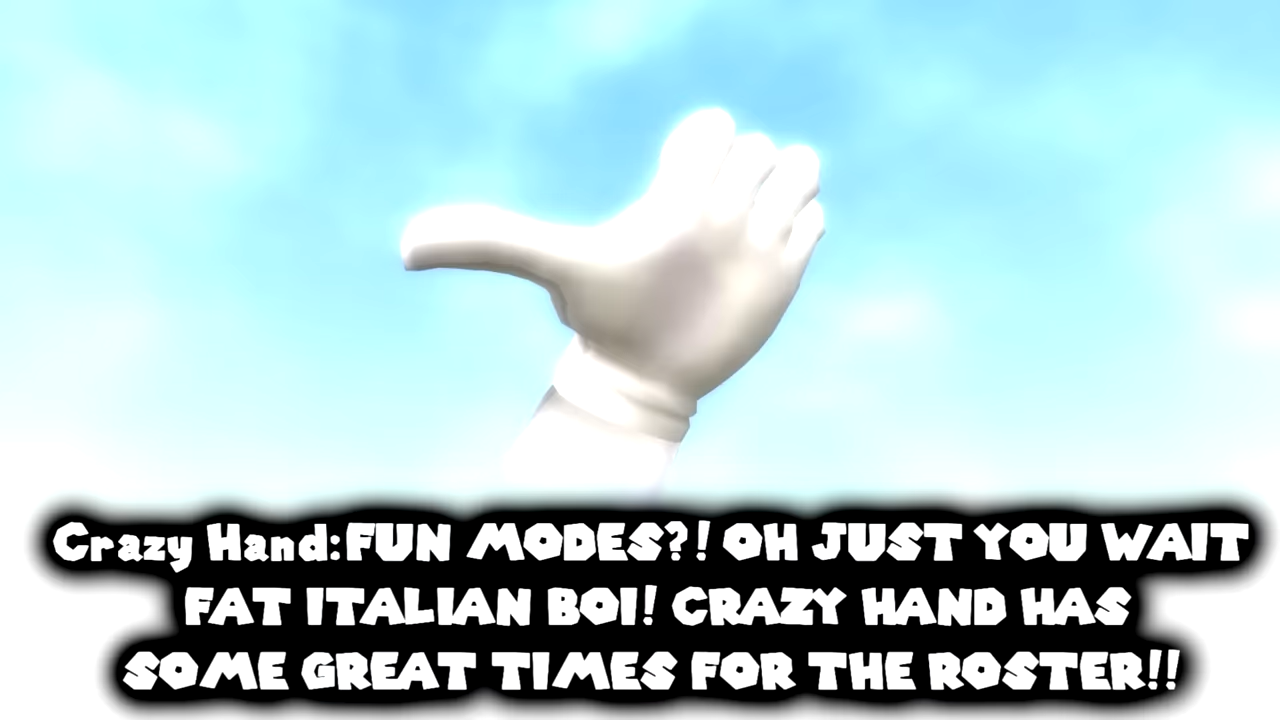 Crazy Hand:FUN MODES?! OH JUST YOU WAIT
FAT ITALIAN BOI! CRAZY HAND HAS
SOME GREAT TIMES FOR THE ROSTER!!